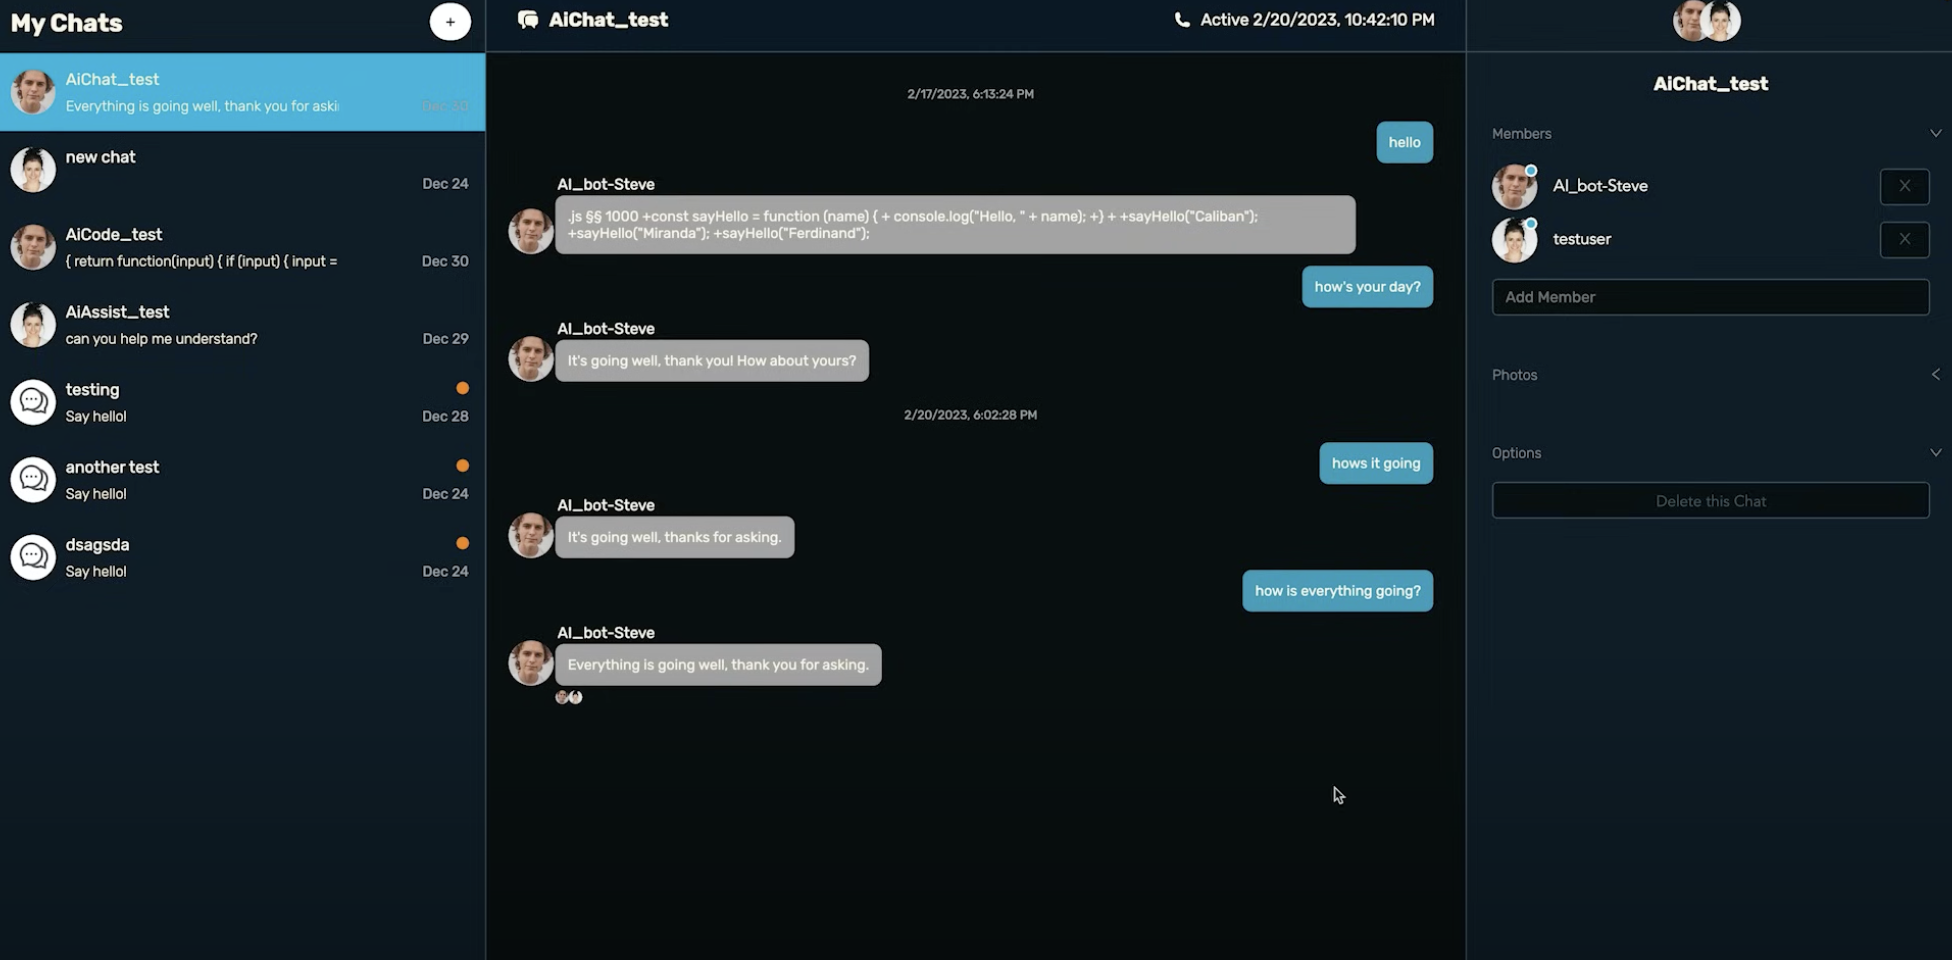 My Chats
+
AiChat_test
Everything is going well, thank you for aski
Dec 30
new chat
Dec 24
AiCode_test
{ return function(input) { if (input) { input =
Dec 30
AiAssist_test
can you help me understand?
Dec 29
testing
Say hello!
Dec 28
another test
Say hello!
Dec 24
dsagsda
Say hello!
Dec 24
AiChat_test
Active 2/20/2023, 10:42:10 PM
2/17/2023, 6:13:24 PM
hello
AI_bot-Steve
.js §§ 1000 +const sayHello = function (name) { + console.log("Hello, " + name); +} + +sayHello("Caliban");
+sayHello("Miranda"); +sayHello("Ferdinand");
how's your day?
AI_bot-Steve
It's going well, thank you! How about yours?
2/20/2023, 6:02:28 PM
hows it going
AI_bot-Steve
It's going well, thanks for asking.
how is everything going?
AI_bot-Steve
Everything is going well, thank you for asking.
AiChat_test
Members
AI_bot-Steve
X
testuser
X
Add Member
Photos
Options
Delete this Chat